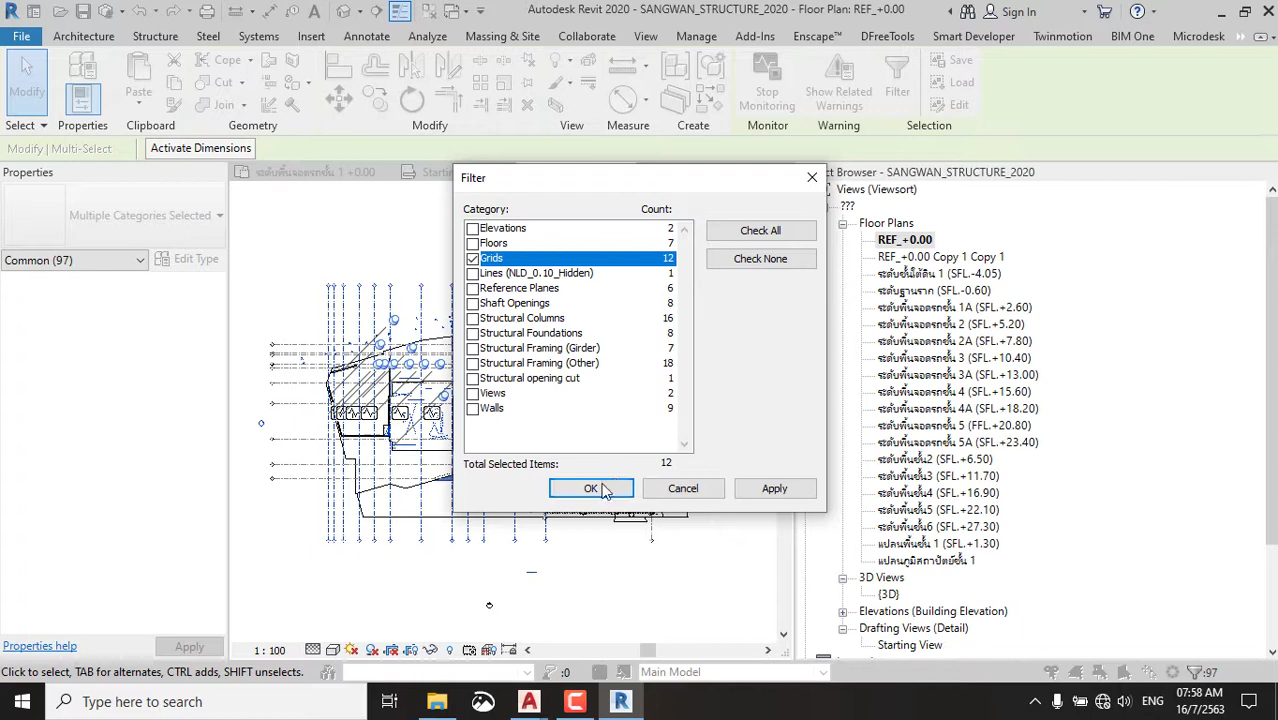 Autodesk Revit 2020 - SANGWAN_STRUCTURE_2020 - Floor Plan: REF_+0.00
Sign In
File Architecture Structure Steel Systems Insert Annotate Analyze Massing & Site Collaborate View Manage Add-Ins Enscape™ DFreeTools Smart Developer Twinmotion BIM One Microdesk
Modify
Paste
Cope
Cut
Join
Stop Monitoring
Show Related Warnings
Filter
Save
Load
Edit
Select Properties Clipboard Geometry Modify View Measure Create Monitor Warning Selection
Modify | Multi-Select
Activate Dimensions
Properties
ระดับพื้นจอดรถชั้น 1 +0.00
Multiple Categories Selected
Common (97)
Edit Type
Properties help
Apply
Filter
Category: Count:
Elevations 2
Floors 7
Grids 12
Lines (NLD_0.10_Hidden) 1
Reference Planes 6
Shaft Openings 8
Structural Columns 16
Structural Foundations 8
Structural Framing (Girder) 7
Structural Framing (Other) 18
Structural opening cut 1
Views 2
Walls 9
Total Selected Items: 12
Check All
Check None
OK
Cancel
Apply
ct Browser - SANGWAN_STRUCTURE_2020
Views (Viewsort)
???
Floor Plans
REF_+0.00
REF_+0.00 Copy 1 Copy 1
ระดับชั้นใต้ดิน 1 (SFL.-4.05)
ระดับฐานราก (SFL.-0.60)
ระดับพื้นจอดรถชั้น 1A (SFL.+2.60)
ระดับพื้นจอดรถชั้น 2 (SFL.+5.20)
ระดับพื้นจอดรถชั้น 2A (SFL.+7.80)
ระดับพื้นจอดรถชั้น 3 (SFL.+10.40)
ระดับพื้นจอดรถชั้น 3A (SFL.+13.00)
ระดับพื้นจอดรถชั้น 4 (SFL.+15.60)
ระดับพื้นจอดรถชั้น 4A (SFL.+18.20)
ระดับพื้นจอดรถชั้น 5 (FFL.+20.80)
ระดับพื้นจอดรถชั้น 5A (SFL.+23.40)
ระดับพื้นชั้น2 (SFL.+6.50)
ระดับพื้นชั้น3 (SFL.+11.70)
ระดับพื้นชั้น4 (SFL.+16.90)
ระดับพื้นชั้น5 (SFL.+22.10)
ระดับพื้นชั้น6 (SFL.+27.30)
แปลนพื้นชั้น 1 (SFL.+1.30)
แปลนภูมิสถาปัตย์ชั้น 1
3D Views
{3D}
Elevations (Building Elevation)
Drafting Views (Detail)
Starting View
1 : 100
Click to select, TAB for alternates, CTRL adds, SHIFT unselects.
:0
Main Model
:97
Type here to search
ENG
07:58 AM
16/7/2563